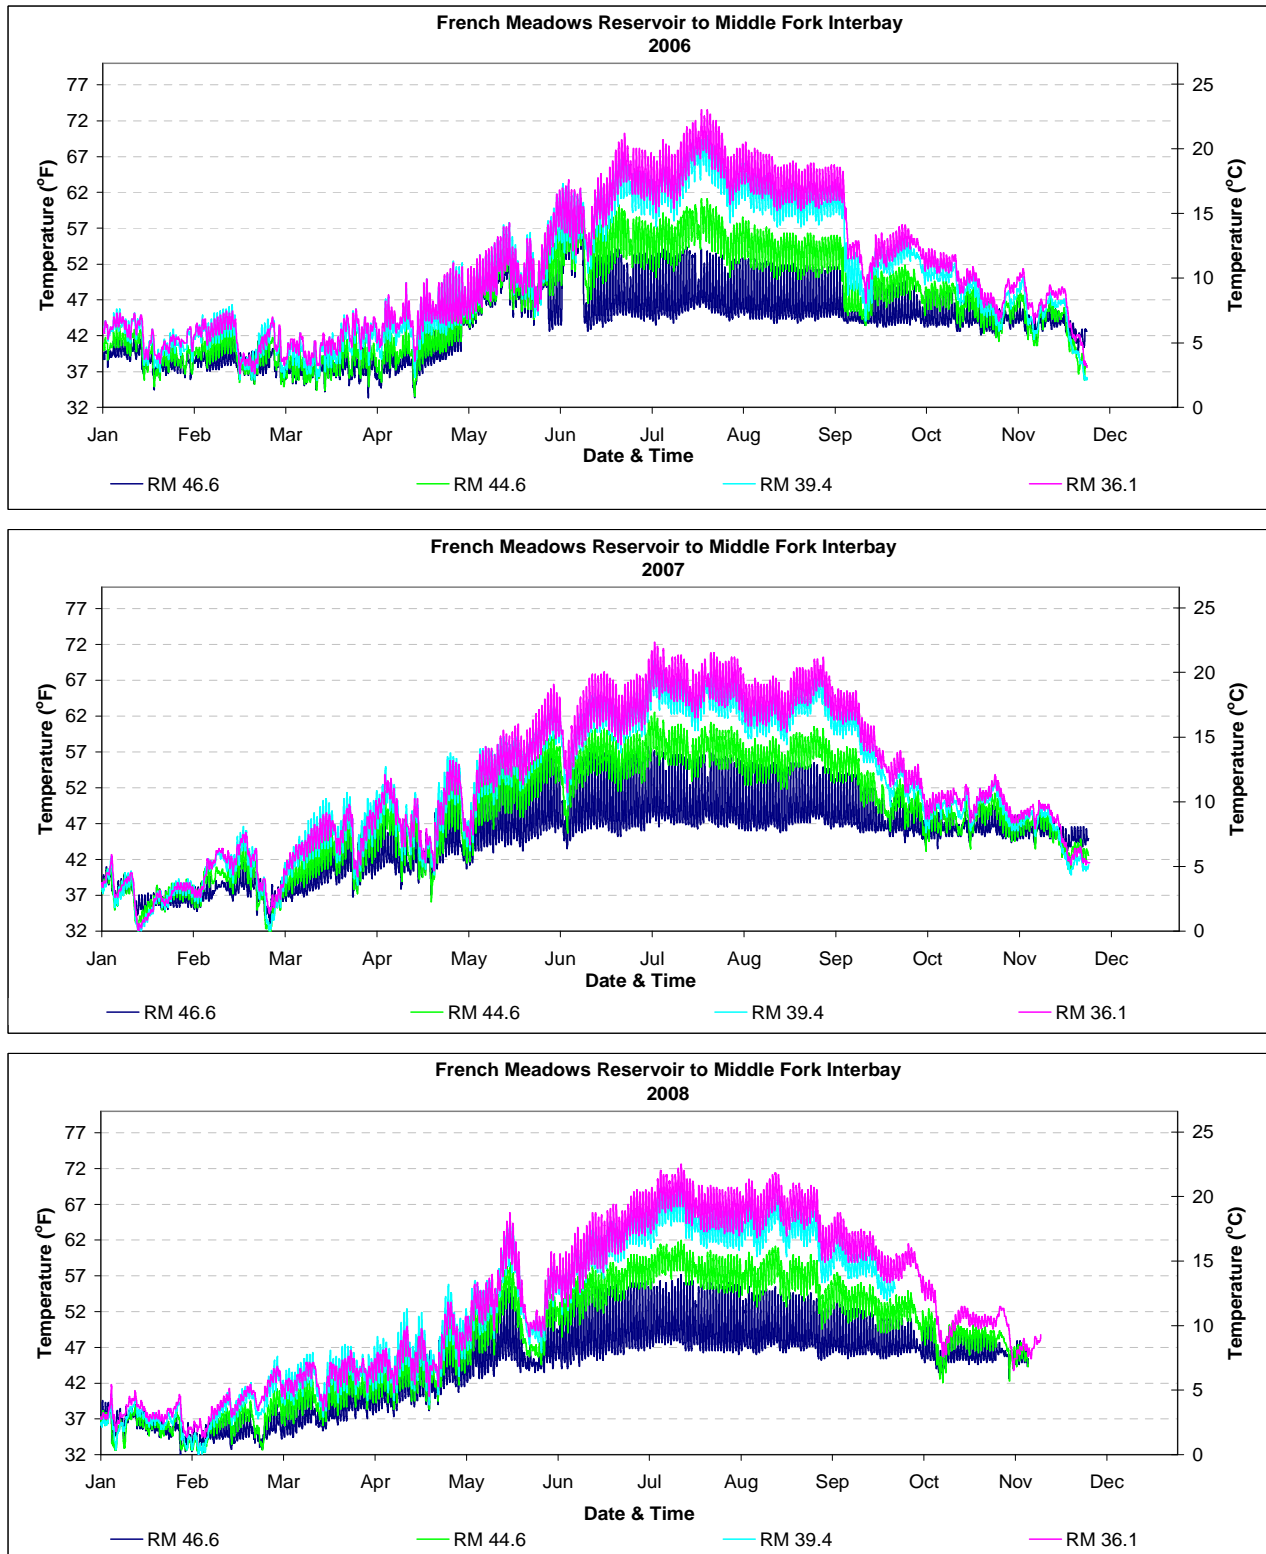 French Meadows Reservoir to Middle Fork Interbay
2006
Temperature (°F)
77
72
67
62
57
52
47
42
37
32
25
20
15
10
5
0
Temperature (°C)
Jan Feb Mar Apr May Jun Jul Aug Sep Oct Nov Dec
Date & Time
RM 46.6 RM 44.6 RM 39.4 RM 36.1
French Meadows Reservoir to Middle Fork Interbay
2007
Temperature (°F)
77
72
67
62
57
52
47
42
37
32
25
20
15
10
5
0
Temperature (°C)
Jan Feb Mar Apr May Jun Jul Aug Sep Oct Nov Dec
Date & Time
RM 46.6 RM 44.6 RM 39.4 RM 36.1
French Meadows Reservoir to Middle Fork Interbay
2008
Temperature (°F)
77
72
67
62
57
52
47
42
37
32
25
20
15
10
5
0
Temperature (°C)
Jan Feb Mar Apr May Jun Jul Aug Sep Oct Nov Dec
Date & Time
RM 46.6 RM 44.6 RM 39.4 RM 36.1